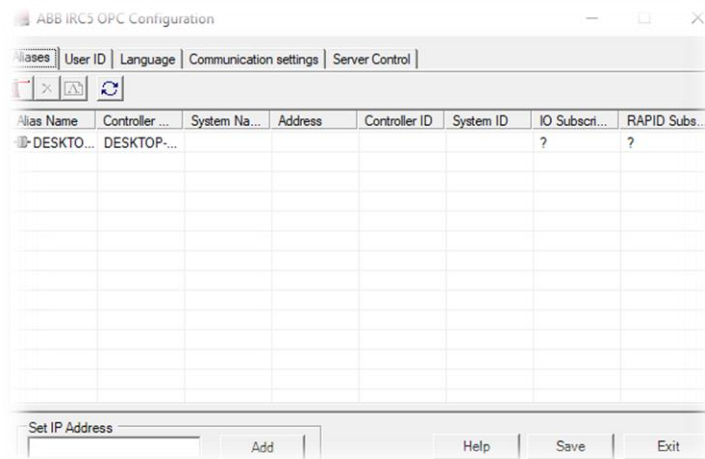 ABB IRC5 OPC Configuration
Aliases User ID Language Communication settings Server Control
Alias Name Controller ... System Na... Address Controller ID System ID IO Subscri... RAPID Subs...
DESKTO... DESKTOP-... ? ?
Set IP Address
Add Help Save Exit